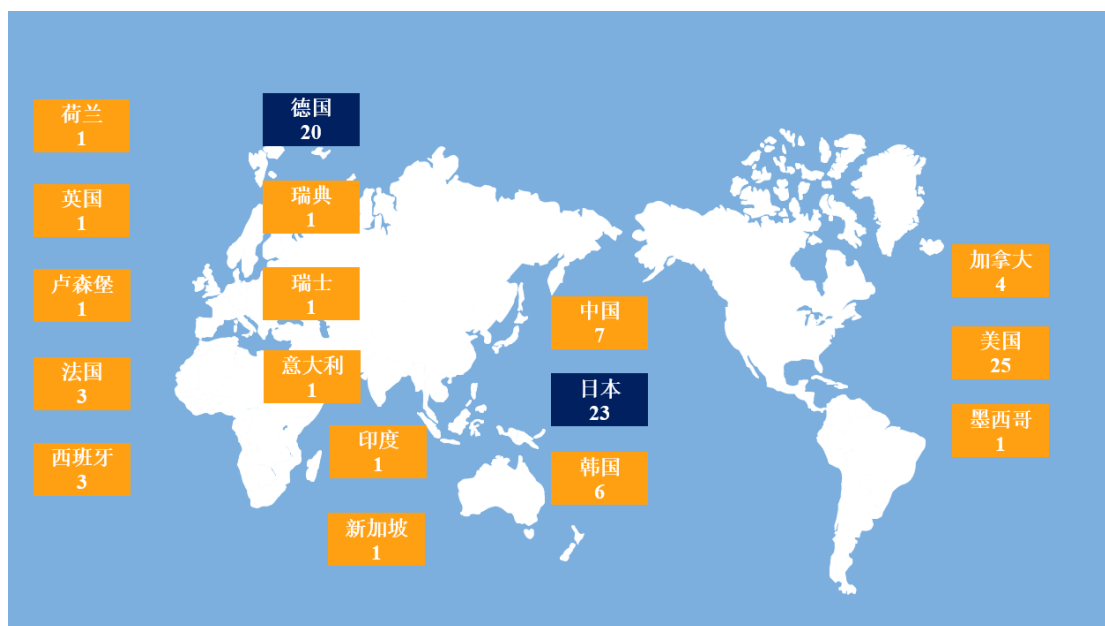 荷兰
1
英国
1
卢森堡
1
法国
3
西班牙
3
德国
20
瑞典
1
瑞士
1
意大利
1
印度
1
新加坡
1
中国
7
日本
23
韩国
6
加拿大
4
美国
25
墨西哥
1